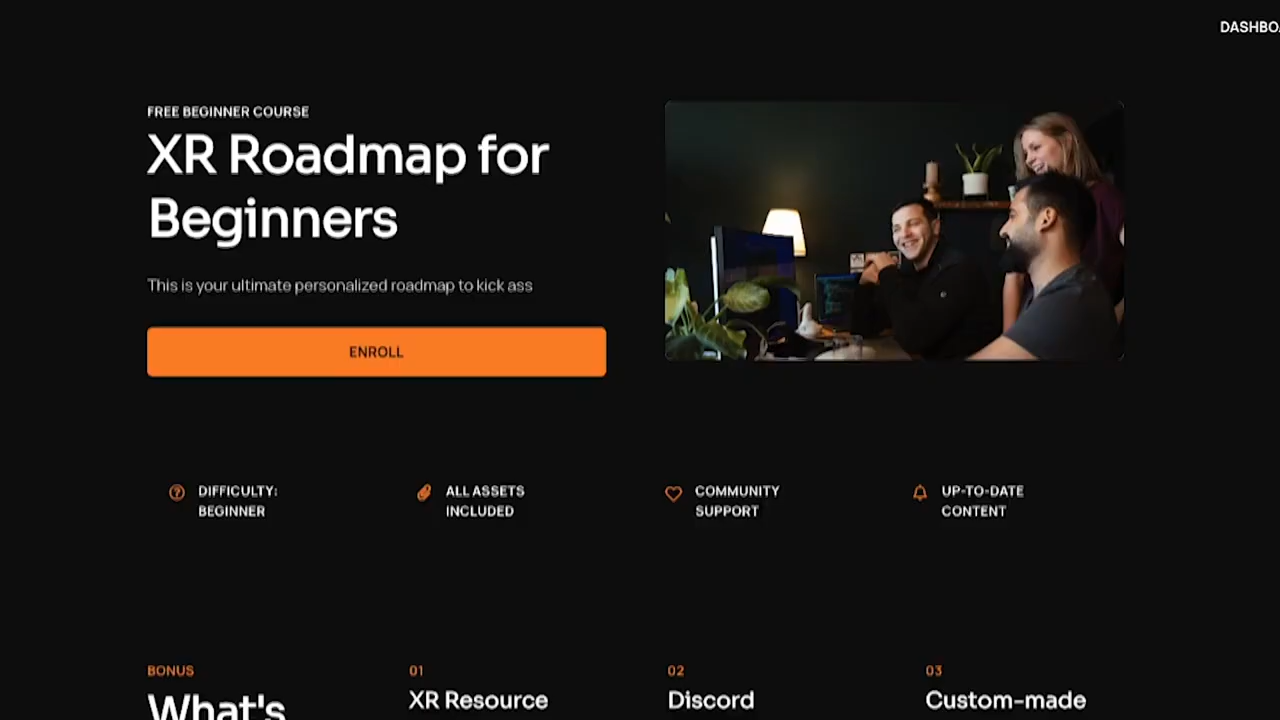 DASHBOA
FREE BEGINNER COURSE
XR Roadmap for
Beginners
This is your ultimate personalized roadmap to kick ass
ENROLL
DIFFICULTY:
BEGINNER
ALL ASSETS
INCLUDED
COMMUNITY
SUPPORT
UP-TO-DATE
CONTENT
BONUS
What's
01
XR Resource
02
Discord
03
Custom-made